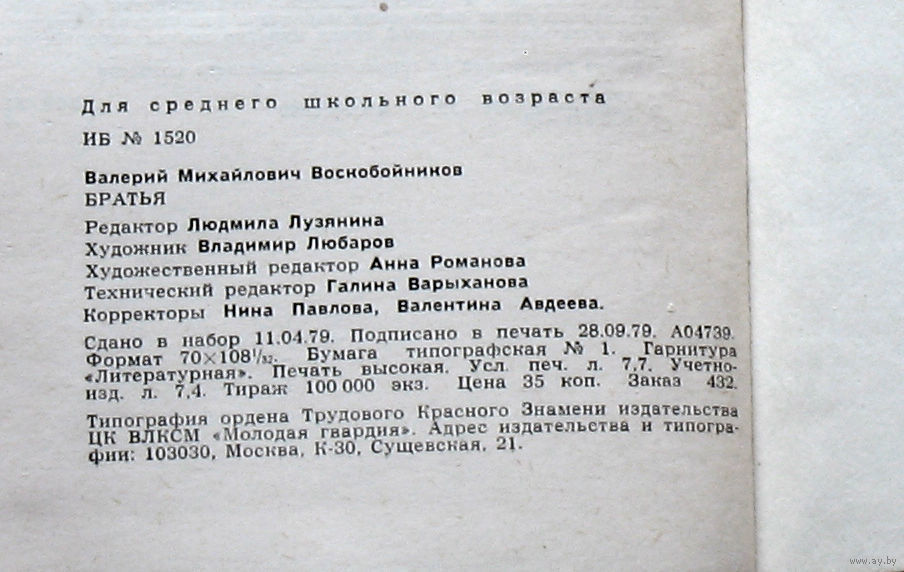 Для среднего школьного возраста
ИБ № 1520
Валерий Михайлович Воскобойников
БРАТЬЯ
Редактор Людмила Лузянина
Художник Владимир Любаров
Художественный редактор Анна Романова
Технический редактор Галина Варыханова
Корректоры Нина Павлова, Валентина Авдеева.
Сдано в набор 11.04.79. Подписано в печать 28.09.79. А04739.
Формат 70×108¹/₃₂. Бумага типографская № 1. Гарнитура
«Литературная». Печать высокая. Усл. печ. л. 7,7. Учетно-
изд. л. 7,4. Тираж 100 000 экз. Цена 35 коп. Заказ 432.
Типография ордена Трудового Красного Знамени издательства
ЦК ВЛКСМ «Молодая гвардия». Адрес издательства и типогра-
фии: 103030, Москва, К-30, Сущевская, 21.
www.ay.by